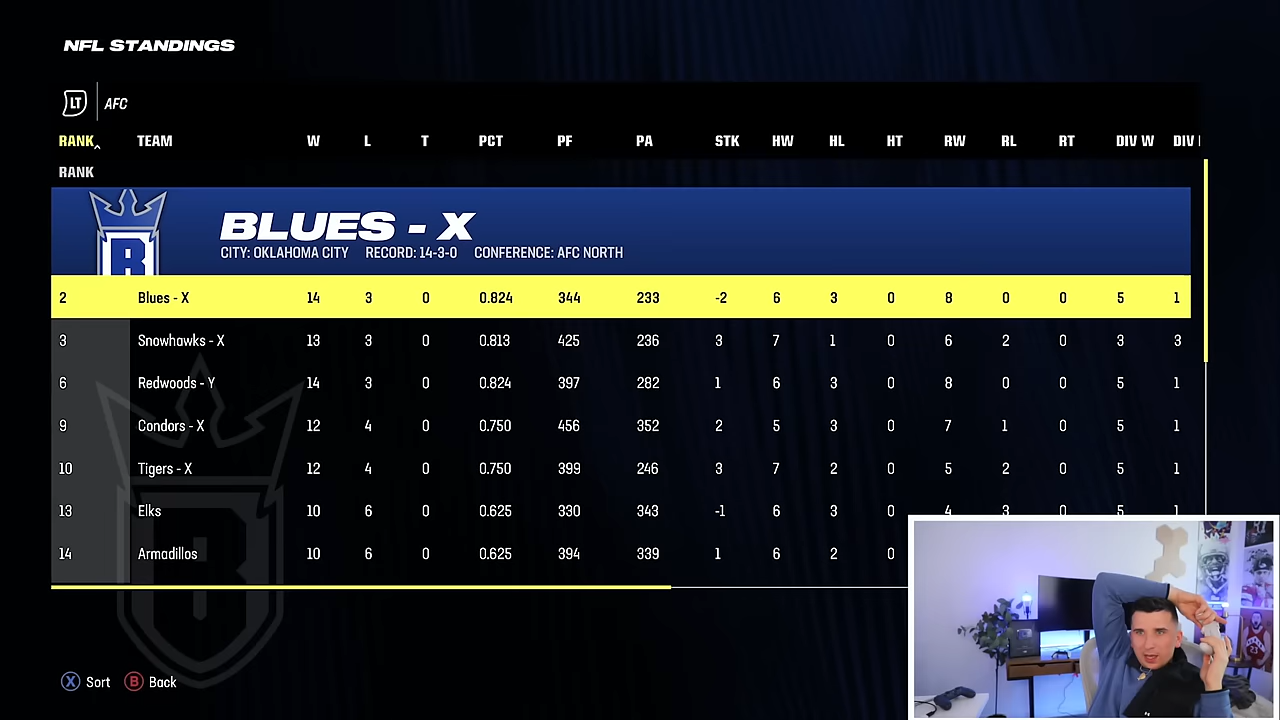 NFL STANDINGS
LT AFC
RANK TEAM W L T PCT PF PA STK HW HL HT RW RL RT DIV W DIV
RANK
BLUES - X
CITY: OKLAHOMA CITY RECORD: 14-3-0 CONFERENCE: AFC NORTH
2 Blues - X 14 3 0 0.824 344 233 -2 6 3 0 8 0 0 5 1
3 Snowhawks - X 13 3 0 0.813 425 236 3 7 1 0 6 2 0 3 3
6 Redwoods - Y 14 3 0 0.824 397 282 1 6 3 0 8 0 0 5 1
9 Condors - X 12 4 0 0.750 456 352 2 5 3 0 7 1 0 5 1
10 Tigers - X 12 4 0 0.750 399 246 3 7 2 0 5 2 0 5 1
13 Elks 10 6 0 0.625 330 343 -1 6 3 0 4 3 0 5 1
14 Armadillos 10 6 0 0.625 394 339 1 6 2 0
X Sort B Back